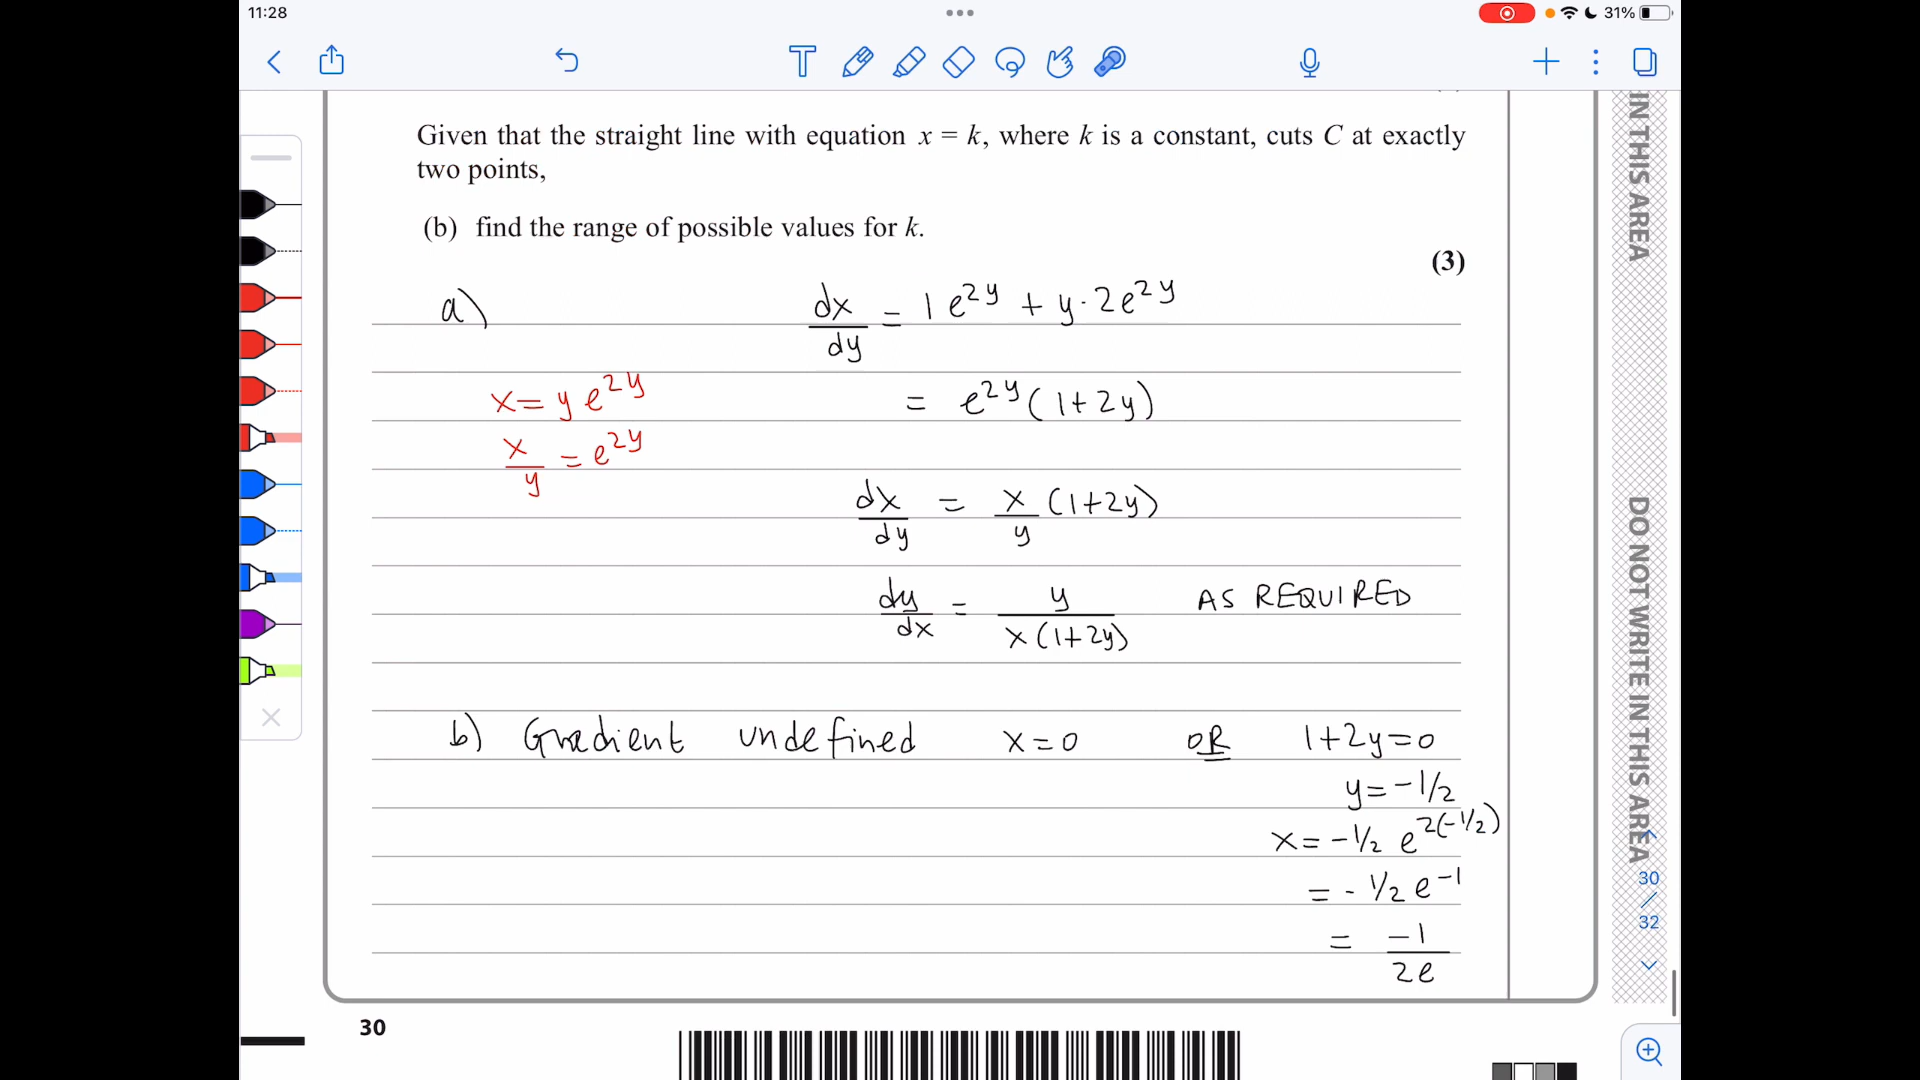 11:28
31%
T
Given that the straight line with equation x = k, where k is a constant, cuts C at exactly
two points,
(b) find the range of possible values for k.
(3)
a) dx/dy = 1e^{2y} + y·2e^{2y}
= e^{2y}(1+2y)
x = y e^{2y}
x/y = e^{2y}
dx/dy = x/y (1+2y)
dy/dx = y/x(1+2y) AS REQUIRED
b) Gradient undefined x=0 OR 1+2y=0
y=-1/2
x=-1/2 e^{2(-1/2)}
= -1/2 e^{-1}
= -1/2e
30
IN THIS AREA
DO NOT WRITE IN THIS AREA
30
/
32